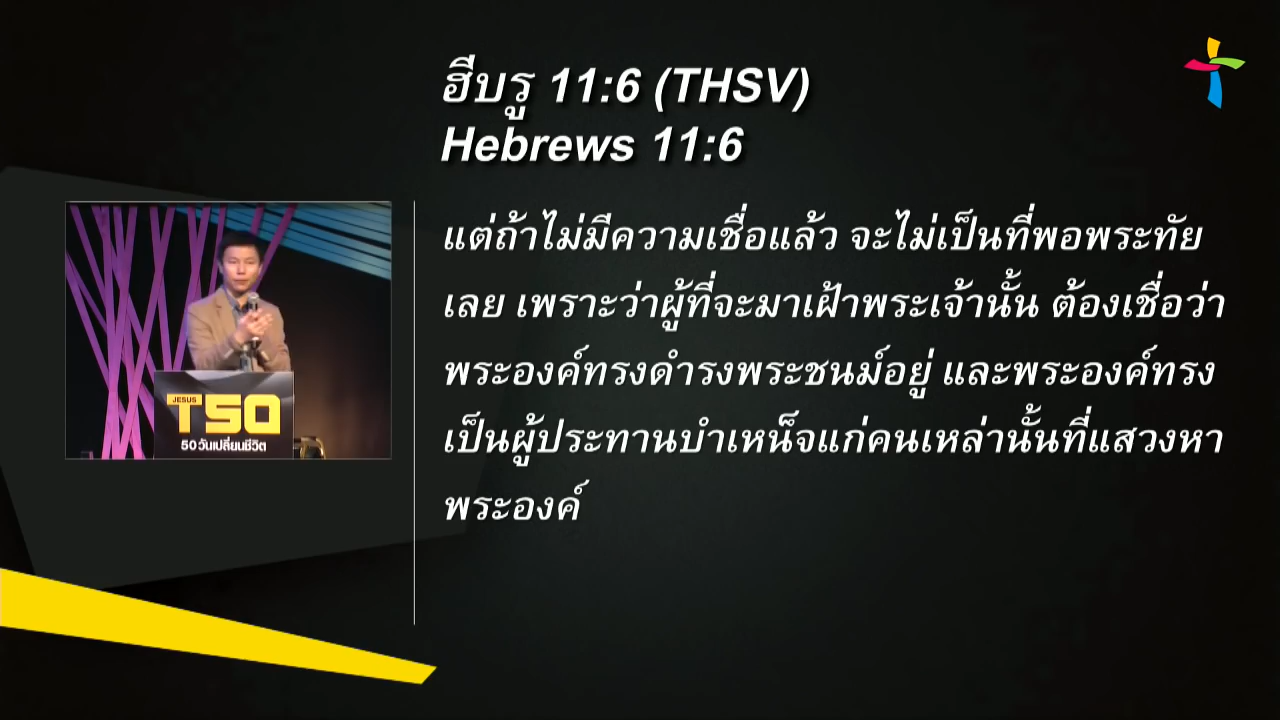 ฮีบรู 11:6 (THSV)
Hebrews 11:6
แต่ถ้าไม่มีความเชื่อแล้ว จะไม่เป็นที่พอพระทัย
เลย เพราะว่าผู้ที่จะมาเฝ้าพระเจ้านั้น ต้องเชื่อว่า
พระองค์ทรงดำรงพระชนม์อยู่ และพระองค์ทรง
เป็นผู้ประทานบำเหน็จแก่คนเหล่านั้นที่แสวงหา
พระองค์
JESUS
T50
50 วันเปลี่ยนชีวิต